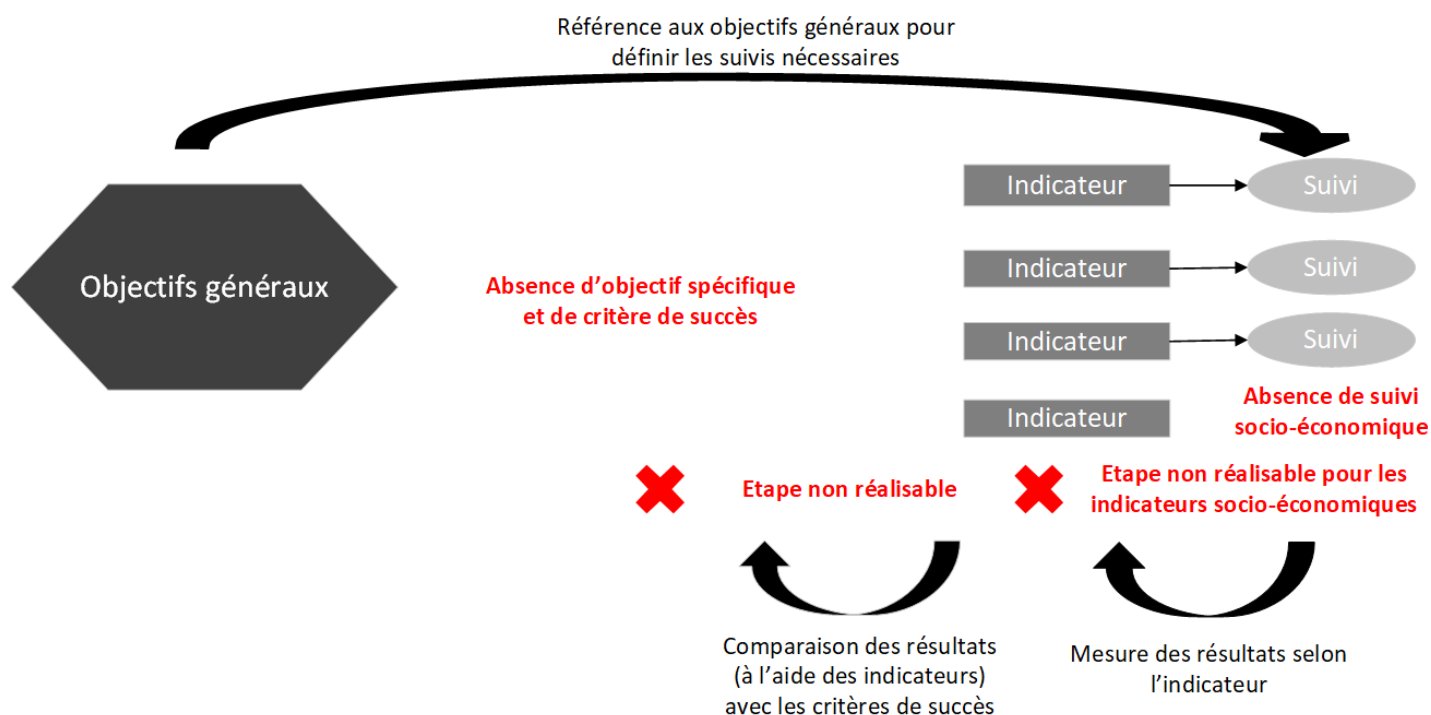 Référence aux objectifs généraux pour
définir les suivis nécessaires
Objectifs généraux
Absence d'objectif spécifique
et de critère de succès
Indicateur
Suivi
Indicateur
Suivi
Indicateur
Suivi
Indicateur
Absence de suivi
socio-économique
Etape non réalisable
Etape non réalisable pour les
indicateurs socio-économiques
Comparaison des résultats
(à l'aide des indicateurs)
avec les critères de succès
Mesure des résultats selon
l'indicateur